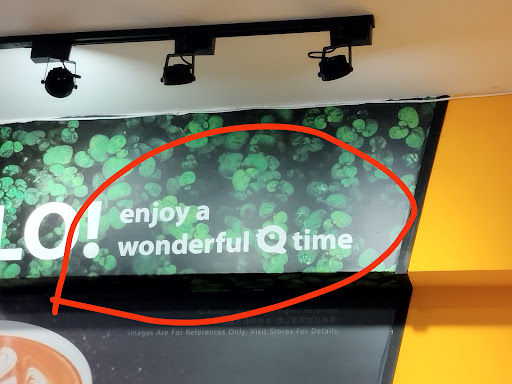 LO! enjoy a
wonderful Q time
Images Are For References Only, Visit Stores For Details.